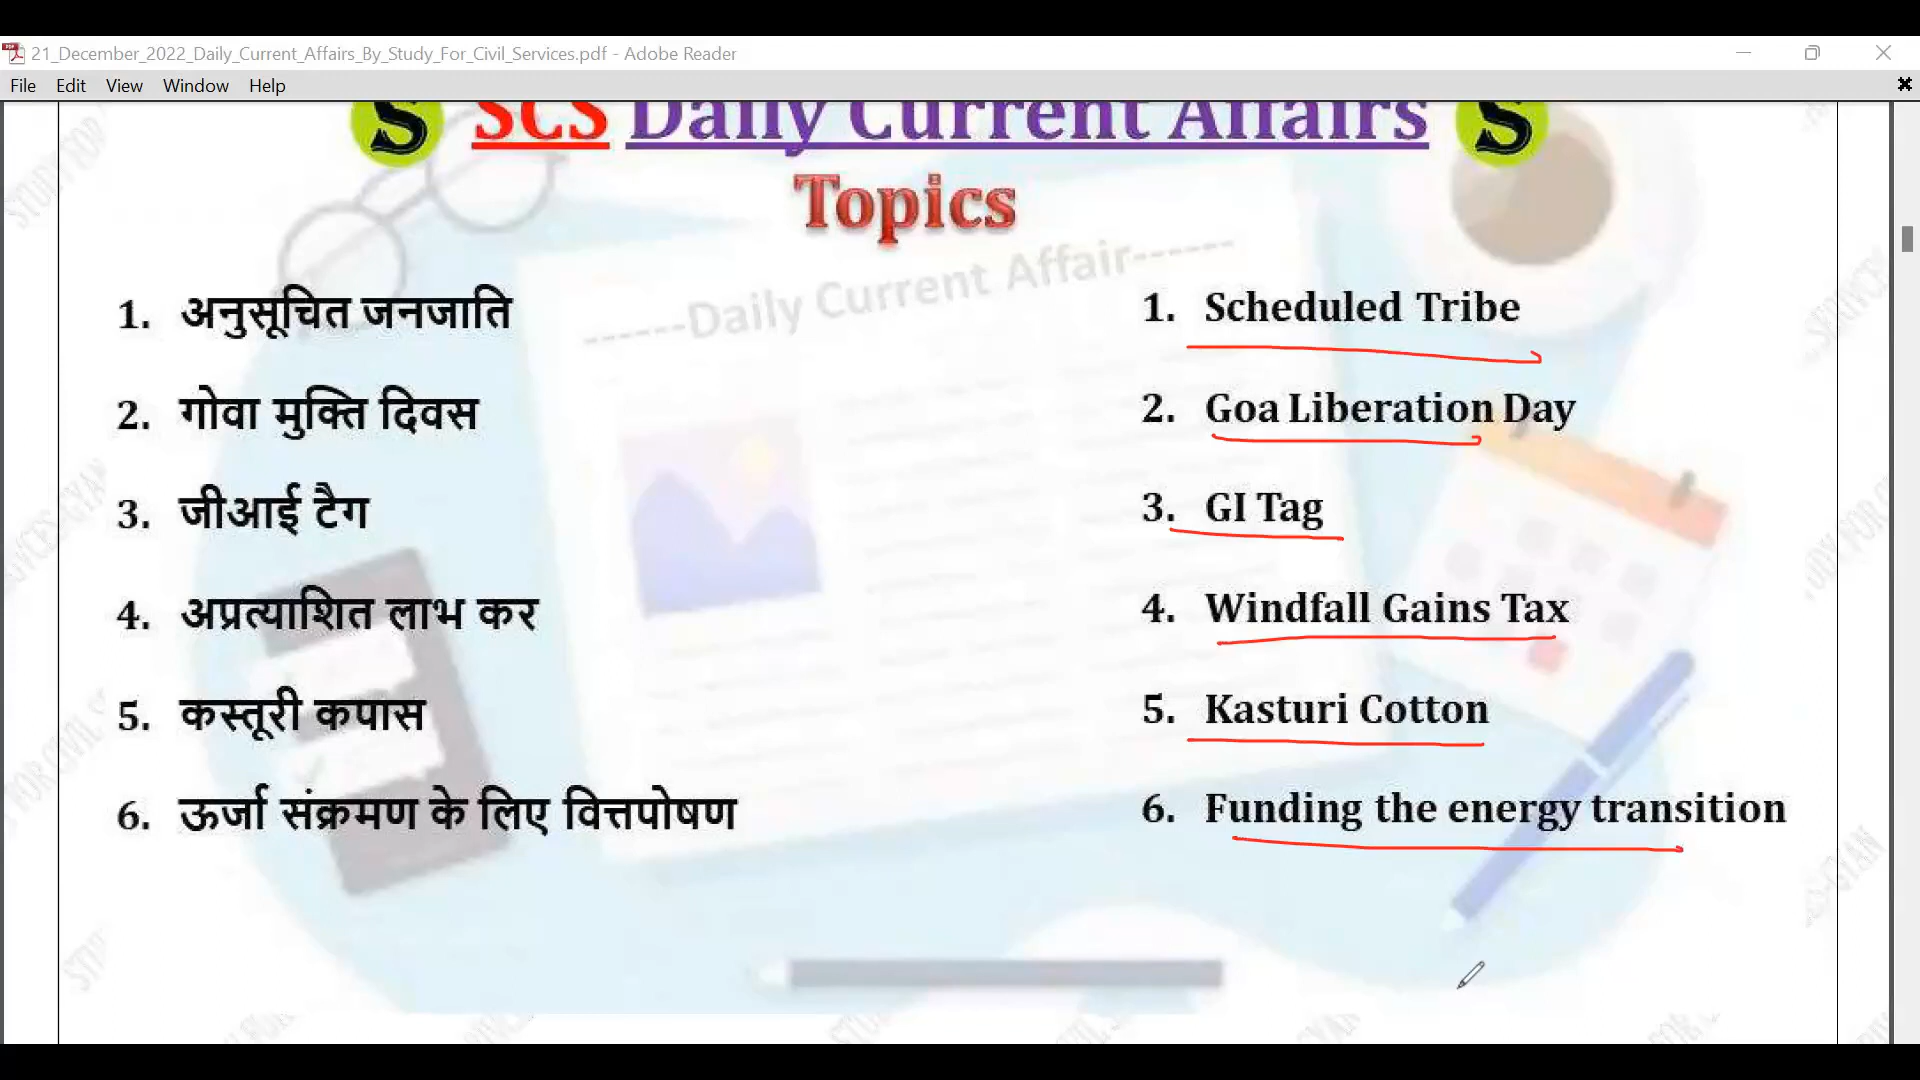 21_December_2022_Daily_Current_Affairs_By_Study_For_Civil_Services.pdf - Adobe Reader
File Edit View Window Help
S SCS Daily Current Affairs S
Topics
------Daily Current Affair------
1. अनुसूचित जनजाति
2. गोवा मुक्ति दिवस
3. जीआई टैग
4. अप्रत्याशित लाभ कर
5. कस्तूरी कपास
6. ऊर्जा संक्रमण के लिए वित्तपोषण
1. Scheduled Tribe
2. Goa Liberation Day
3. GI Tag
4. Windfall Gains Tax
5. Kasturi Cotton
6. Funding the energy transition